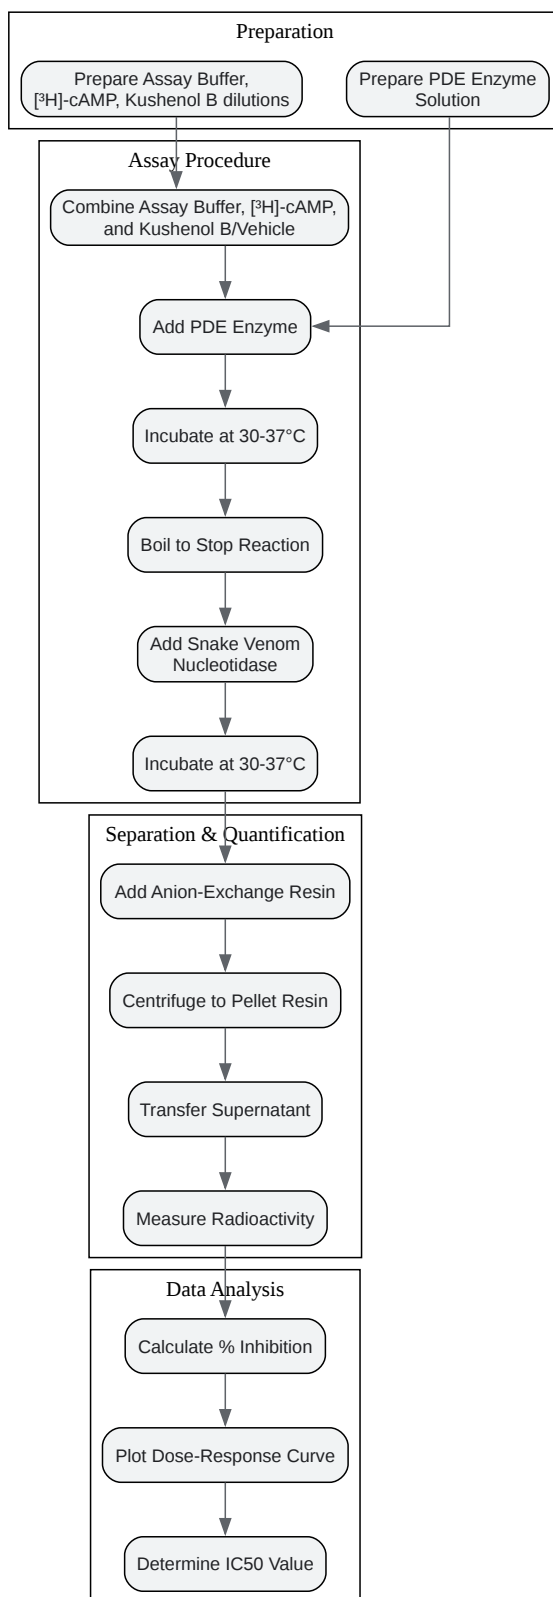 Preparation
Prepare Assay Buffer,
[³H]-cAMP, Kushenol B dilutions
Prepare PDE Enzyme
Solution
Assay Procedure
Combine Assay Buffer, [³H]-cAMP,
and Kushenol B/Vehicle
Add PDE Enzyme
Incubate at 30-37°C
Boil to Stop Reaction
Add Snake Venom
Nucleotidase
Incubate at 30-37°C
Separation & Quantification
Add Anion-Exchange Resin
Centrifuge to Pellet Resin
Transfer Supernatant
Measure Radioactivity
Data Analysis
Calculate % Inhibition
Plot Dose-Response Curve
Determine IC50 Value